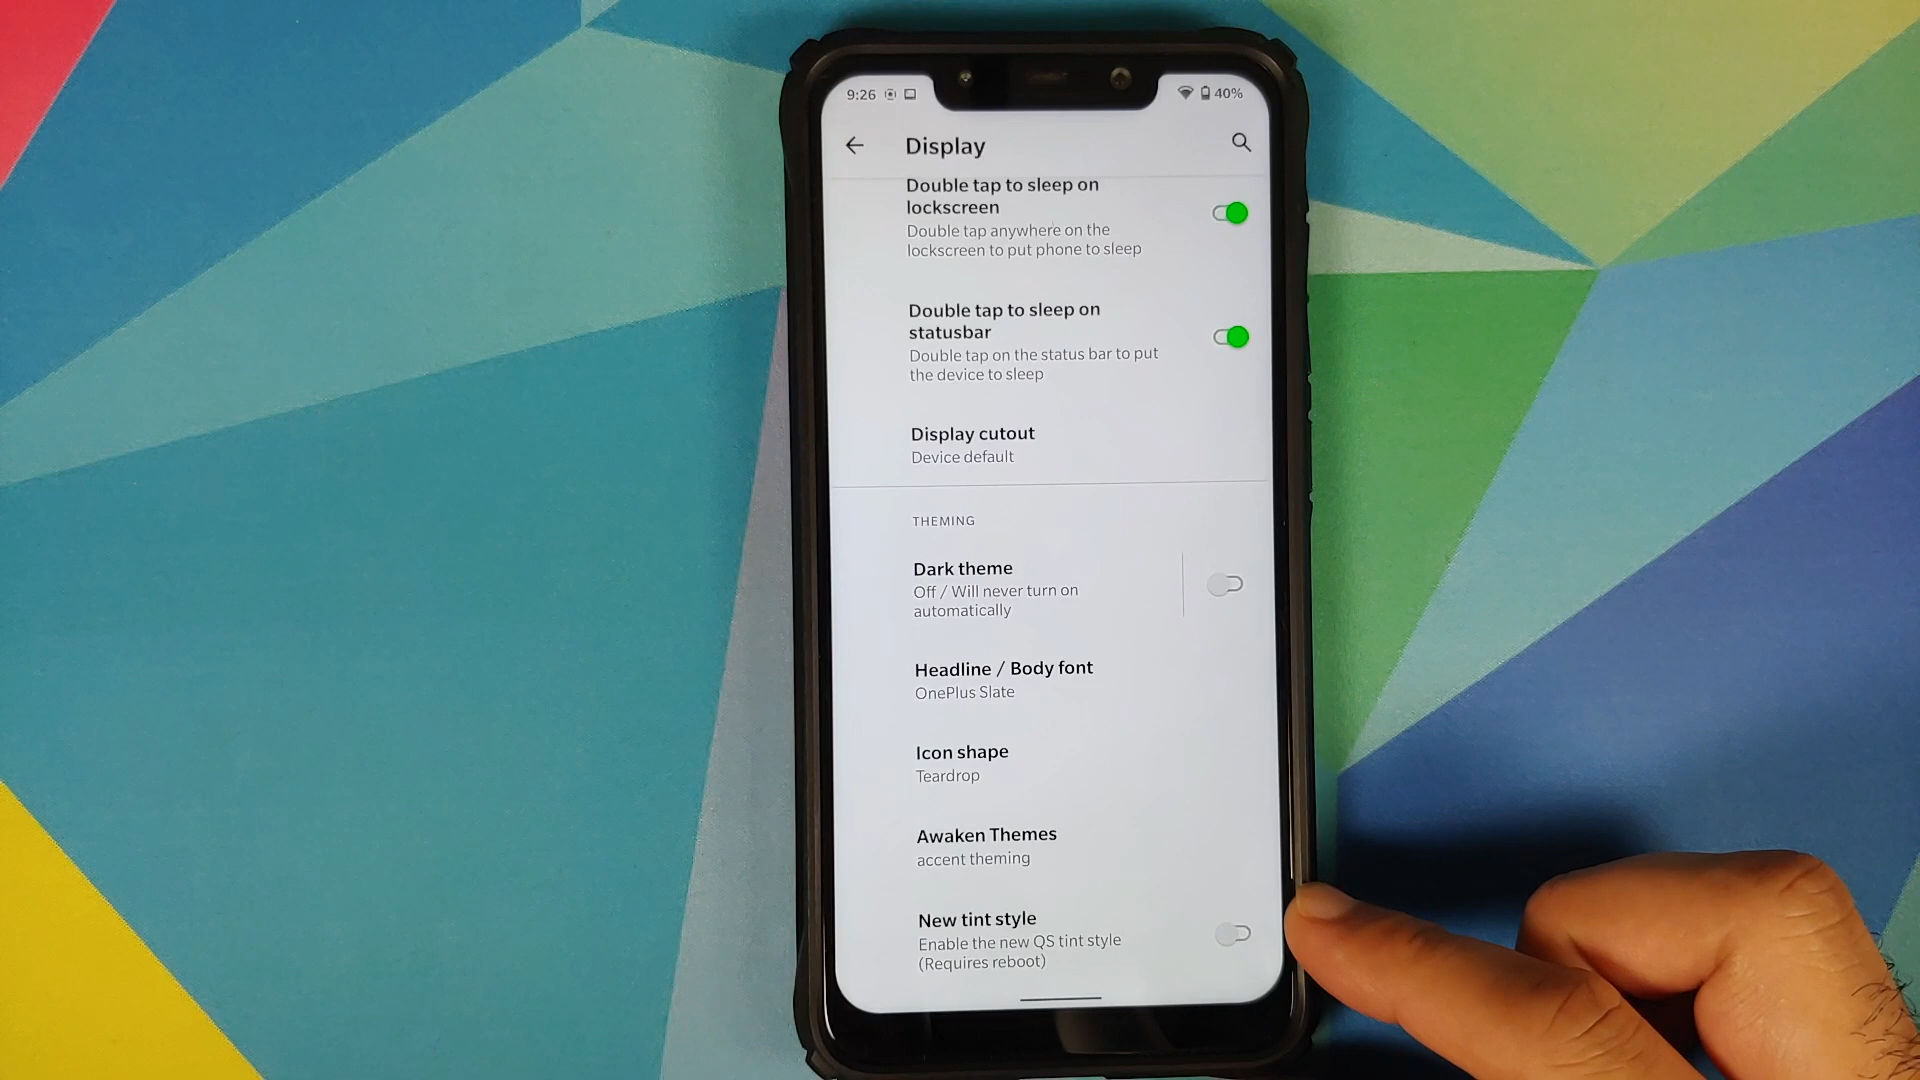 9:26
40%
Display
Double tap to sleep on
lockscreen
Double tap anywhere on the
lockscreen to put phone to sleep
Double tap to sleep on
statusbar
Double tap on the status bar to put
the device to sleep
Display cutout
Device default
THEMING
Dark theme
Off / Will never turn on
automatically
Headline / Body font
OnePlus Slate
Icon shape
Teardrop
Awaken Themes
accent theming
New tint style
Enable the new QS tint style
(Requires reboot)